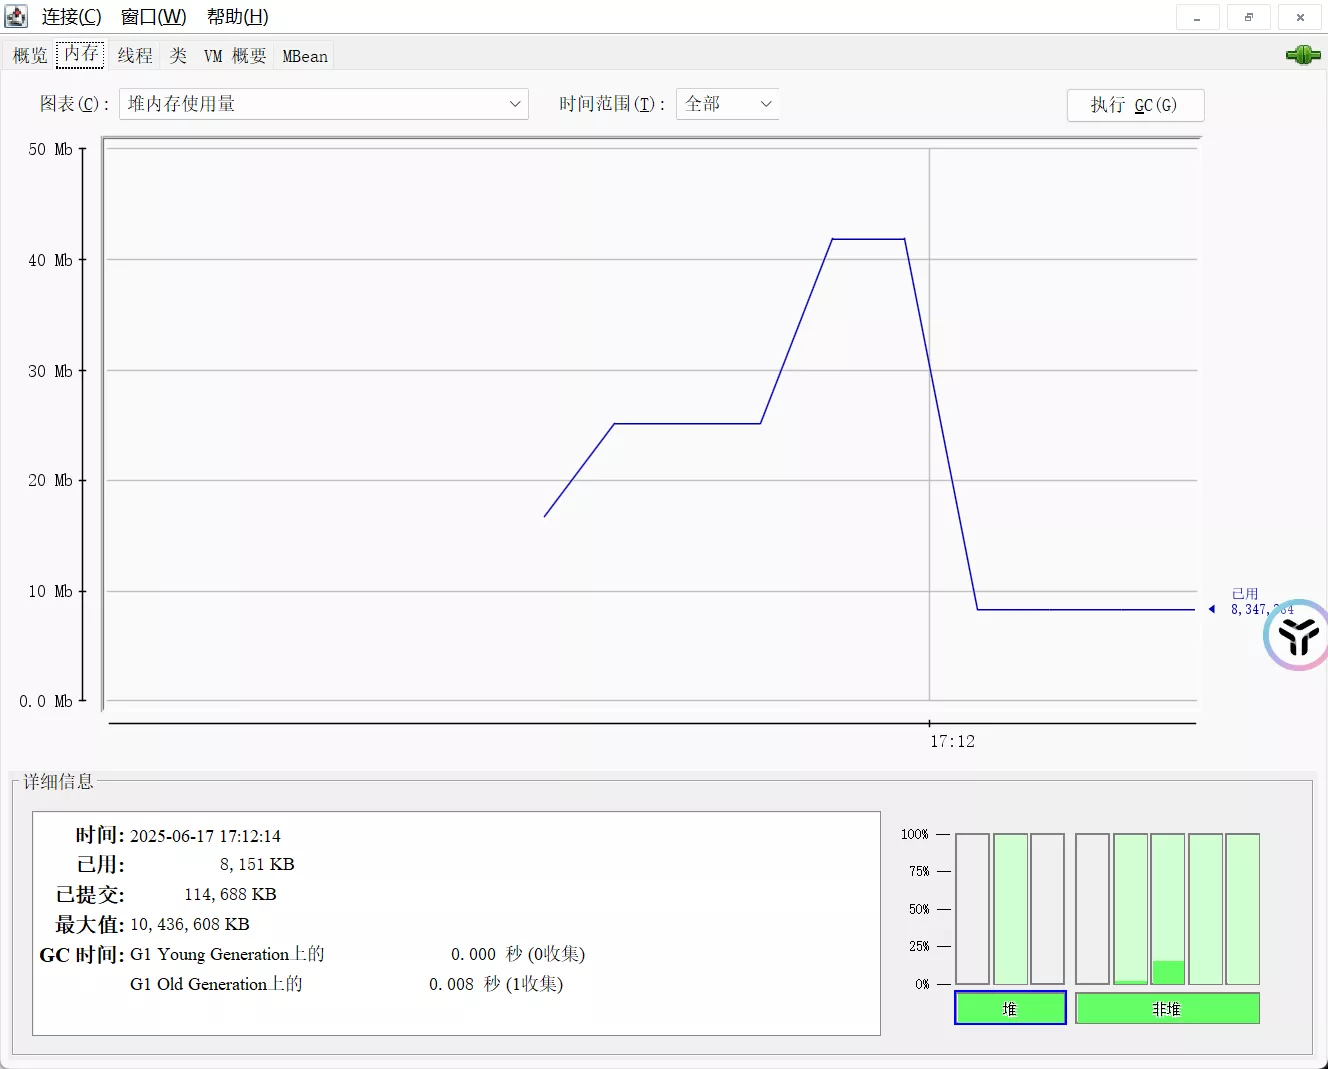 连接(C) 窗口(W) 帮助(H)
概览 内存 线程 类 VM 概要 MBean
图表(C): 堆内存使用量 时间范围(T): 全部 执行 GC(G)
50 Mb
40 Mb
30 Mb
20 Mb
10 Mb
0.0 Mb
已用
17:12
详细信息
时间: 2025-06-17 17:12:14
已用: 8,151 KB
已提交: 114,688 KB
最大值: 10,436,608 KB
GC 时间: G1 Young Generation上的 0.000 秒 (0收集)
G1 Old Generation上的 0.008 秒 (1收集)
100%
75%
50%
25%
0%
堆 非堆